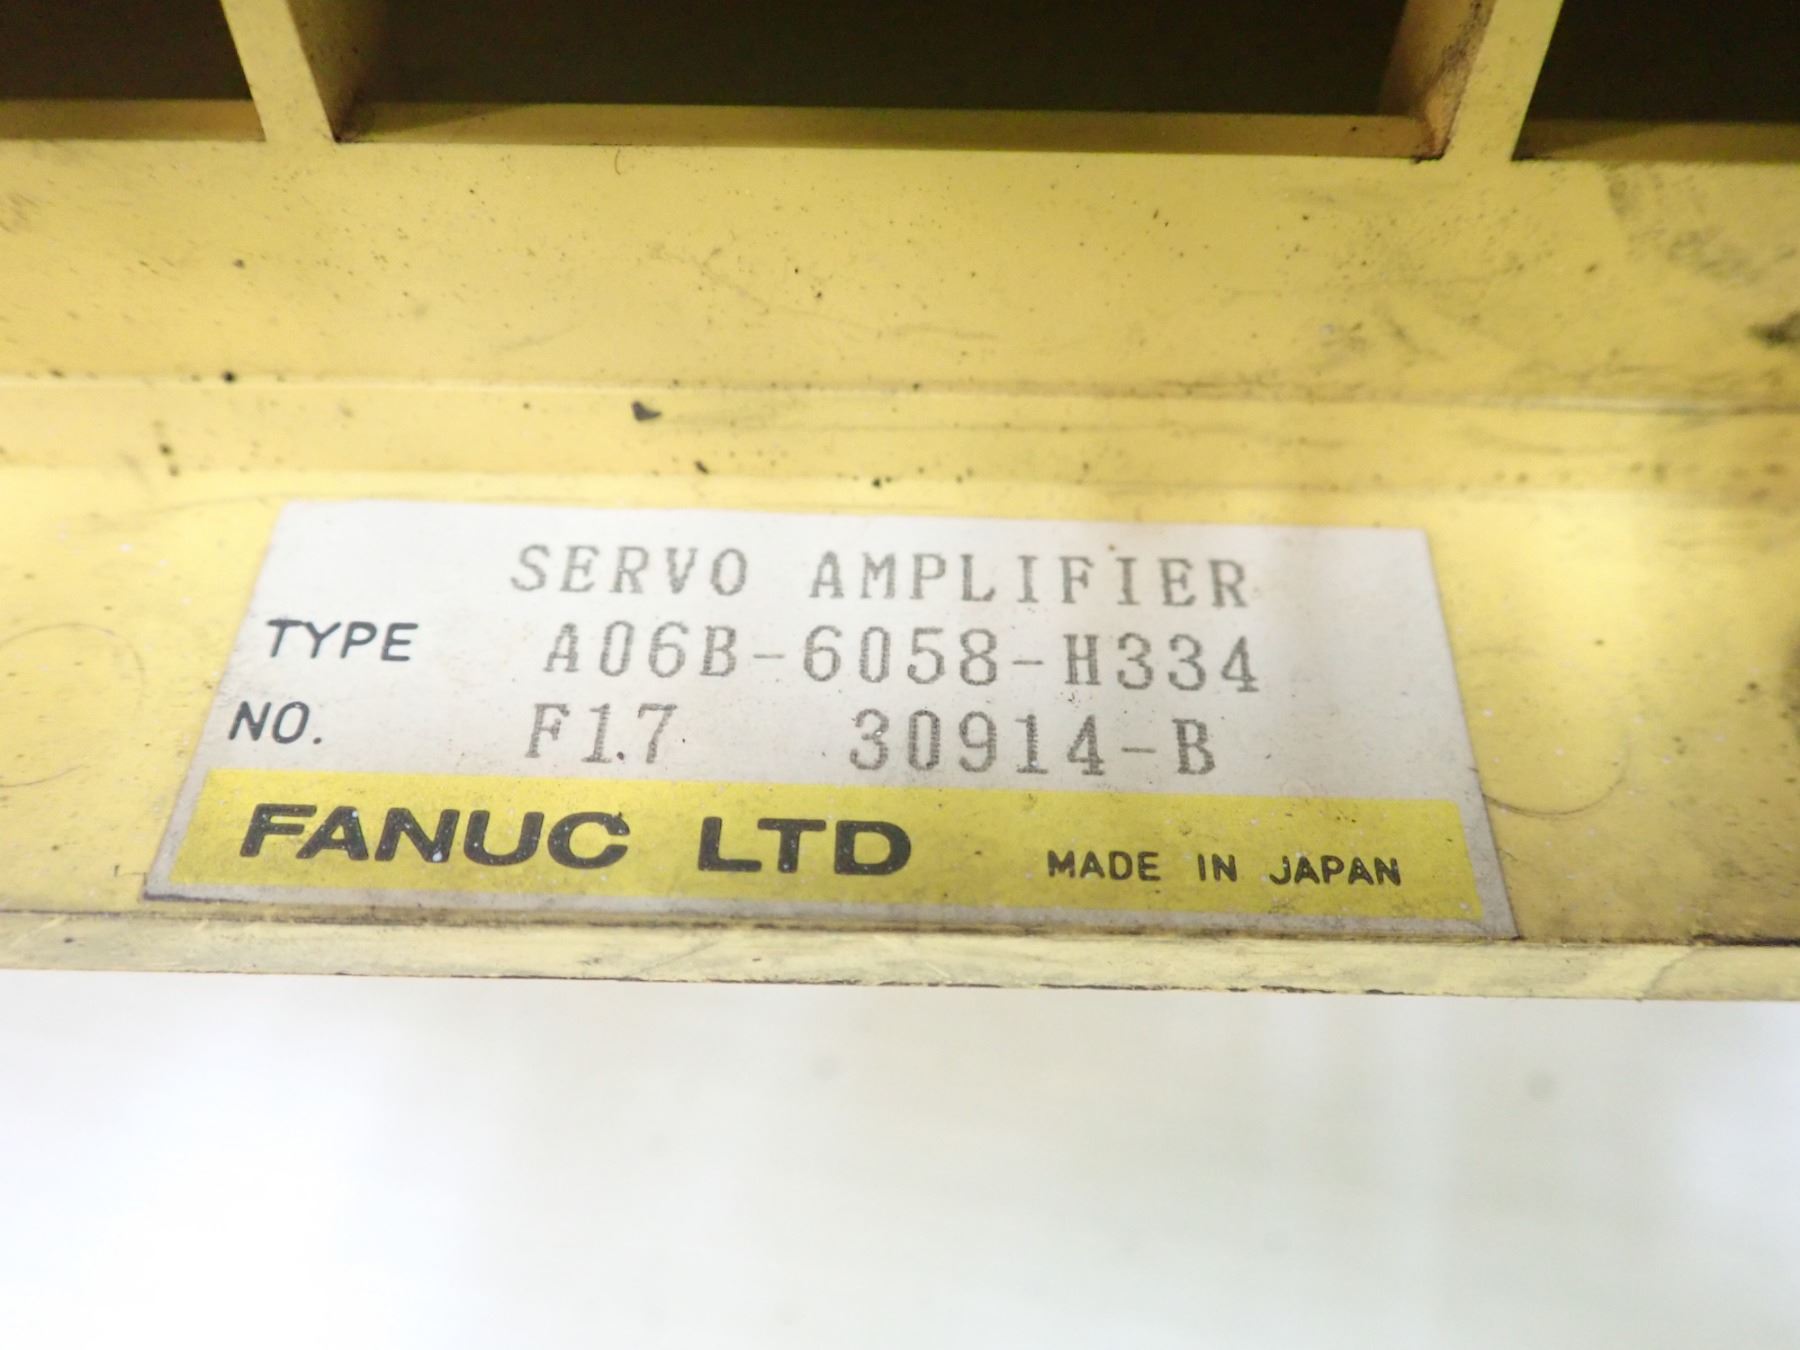 SERVO AMPLIFIER
TYPE A06B-6058-H334
NO. F17 30914-B
FANUC LTD MADE IN JAPAN